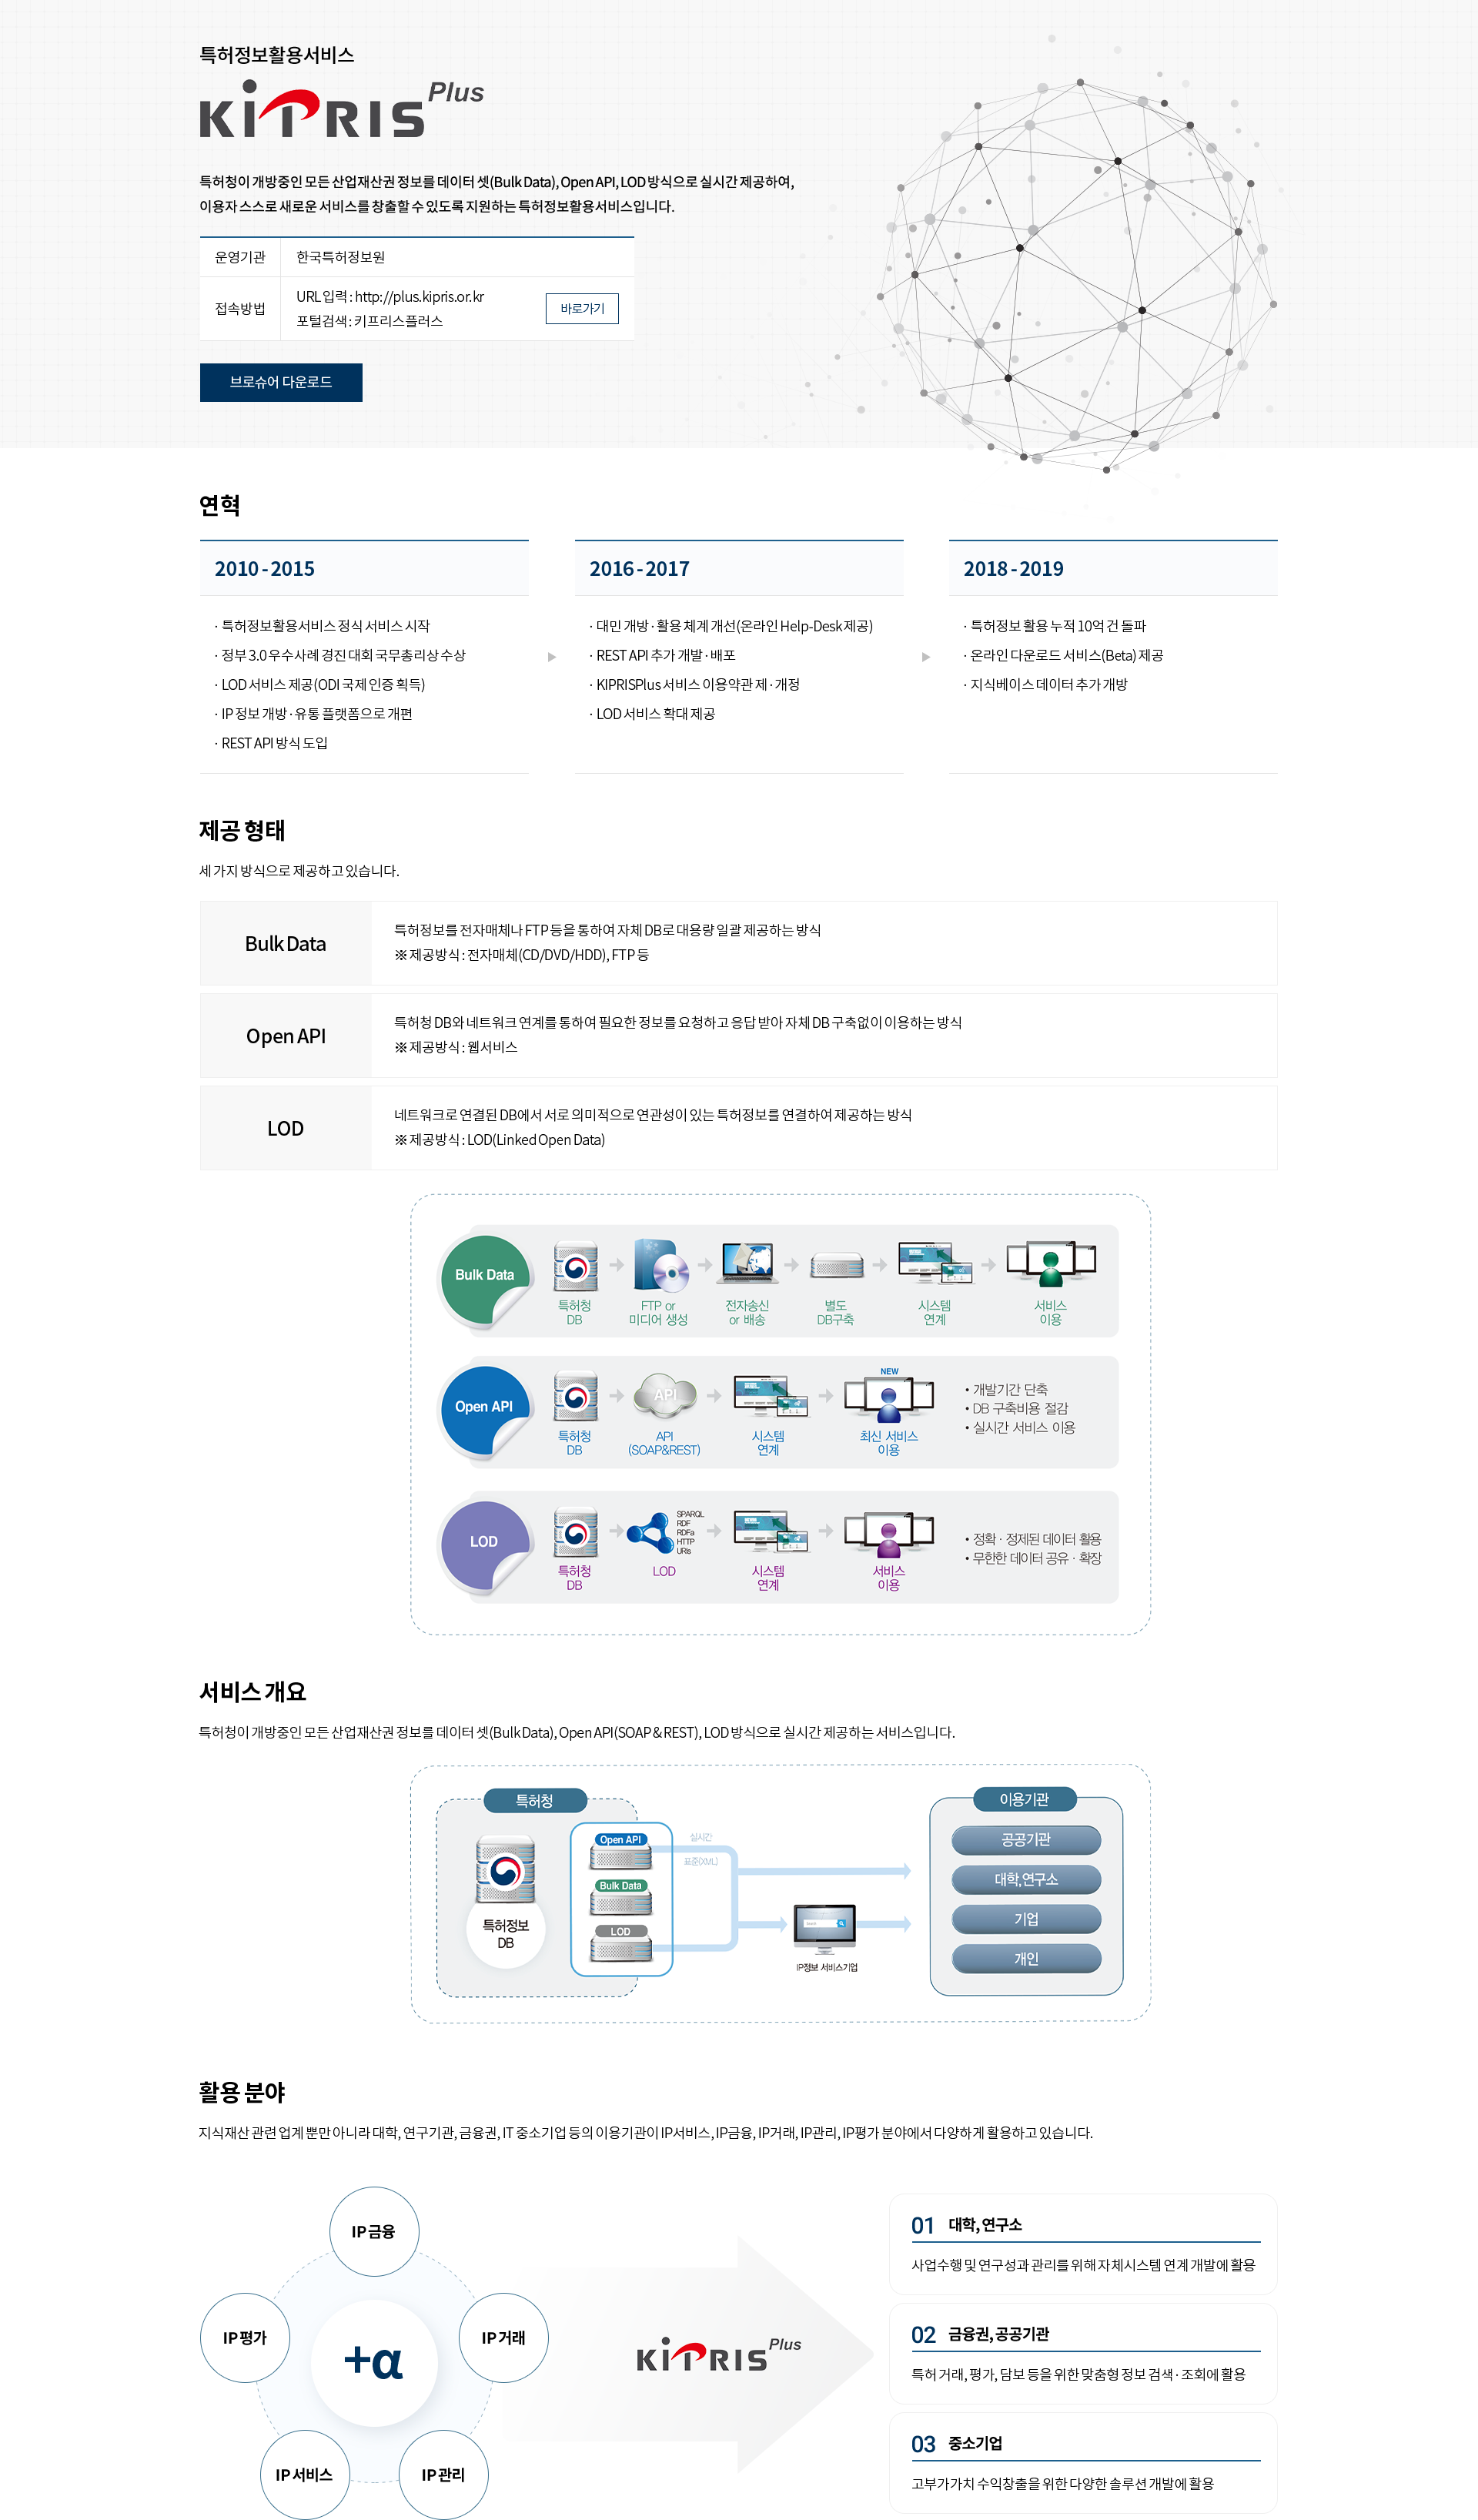 특허정보활용서비스
KIPRIS Plus
특허청이 개방중인 모든 산업재산권 정보를 데이터 셋(Bulk Data), Open API, LOD 방식으로 실시간 제공하여,
이용자 스스로 새로운 서비스를 창출할 수 있도록 지원하는 특허정보활용서비스입니다.
운영기관 한국특허정보원
접속방법 URL 입력 : http://plus.kipris.or.kr
포털검색 : 키프리스플러스
바로가기
브로슈어 다운로드
연혁
2010 - 2015
· 특허정보활용서비스 정식 서비스 시작
· 정부 3.0 우수사례 경진 대회 국무총리상 수상
· LOD 서비스 제공(ODI 국제 인증 획득)
· IP 정보 개방 · 유통 플랫폼으로 개편
· REST API 방식 도입
2016 - 2017
· 대민 개방 · 활용 체계 개선(온라인 Help-Desk 제공)
· REST API 추가 개발 · 배포
· KIPRISPlus 서비스 이용약관 제 · 개정
· LOD 서비스 확대 제공
2018 - 2019
· 특허정보 활용 누적 10억 건 돌파
· 온라인 다운로드 서비스(Beta) 제공
· 지식베이스 데이터 추가 개방
제공 형태
세 가지 방식으로 제공하고 있습니다.
Bulk Data
특허정보를 전자매체나 FTP 등을 통하여 자체 DB로 대용량 일괄 제공하는 방식
※ 제공방식 : 전자매체(CD/DVD/HDD), FTP 등
Open API
특허청 DB와 네트워크 연계를 통하여 필요한 정보를 요청하고 응답 받아 자체 DB 구축없이 이용하는 방식
※ 제공방식 : 웹서비스
LOD
네트워크로 연결된 DB에서 서로 의미적으로 연관성이 있는 특허정보를 연결하여 제공하는 방식
※ 제공방식 : LOD(Linked Open Data)
Bulk Data
특허청
DB
FTP or
미디어 생성
전자송신
or 배송
별도
DB구축
시스템
연계
서비스
이용
Open API
특허청
DB
API
API
(SOAP&REST)
시스템
연계
NEW
최신 서비스
이용
• 개발기간 단축
• DB 구축비용 절감
• 실시간 서비스 이용
LOD
특허청
DB
SPARQL
RDF
RDFa
HTTP
URIs
LOD
시스템
연계
서비스
이용
• 정확 · 정제된 데이터 활용
• 무한한 데이터 공유 · 확장
서비스 개요
특허청이 개방중인 모든 산업재산권 정보를 데이터 셋(Bulk Data), Open API(SOAP & REST), LOD 방식으로 실시간 제공하는 서비스입니다.
특허청
특허정보
DB
Open API
Bulk Data
LOD
실시간
표준(XML)
IP정보 서비스기업
이용기관
공공기관
대학,연구소
기업
개인
활용 분야
지식재산 관련 업계 뿐만 아니라 대학, 연구기관, 금융권, IT 중소기업 등의 이용기관이 IP서비스, IP금융, IP거래, IP관리, IP평가 분야에서 다양하게 활용하고 있습니다.
IP 금융
IP 평가
IP 거래
+α
IP 서비스
IP 관리
KIPRIS Plus
01 대학, 연구소
사업수행 및 연구성과 관리를 위해 자체시스템 연계 개발에 활용
02 금융권, 공공기관
특허 거래, 평가, 담보 등을 위한 맞춤형 정보 검색 · 조회에 활용
03 중소기업
고부가가치 수익창출을 위한 다양한 솔루션 개발에 활용